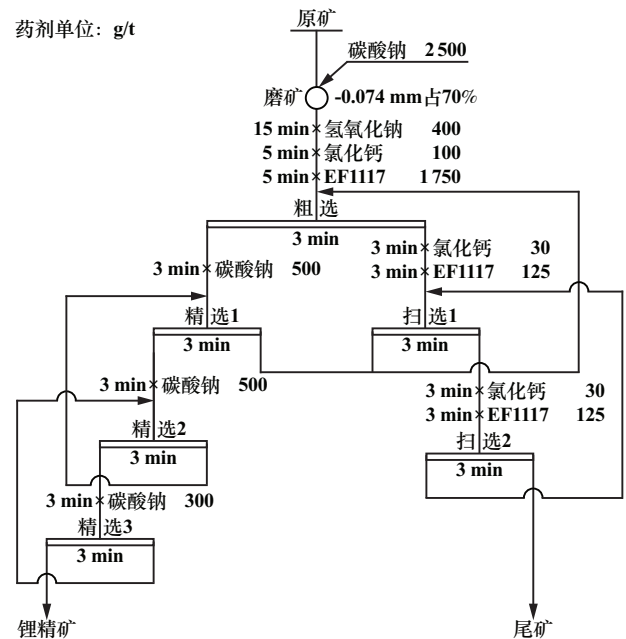 药剂单位：g/t
原矿
碳酸钠 2 500
磨矿 -0.074 mm占70%
15 min 氢氧化钠 400
5 min 氯化钙 100
5 min EF1117 1 750
粗选
3 min
3 min 氯化钙 30
3 min 碳酸钠 500
3 min EF1117 125
精选1
扫选1
3 min
3 min
3 min 碳酸钠 500
3 min 氯化钙 30
3 min EF1117 125
精选2
扫选2
3 min
3 min
3 min 碳酸钠 300
精选3
3 min
锂精矿
尾矿